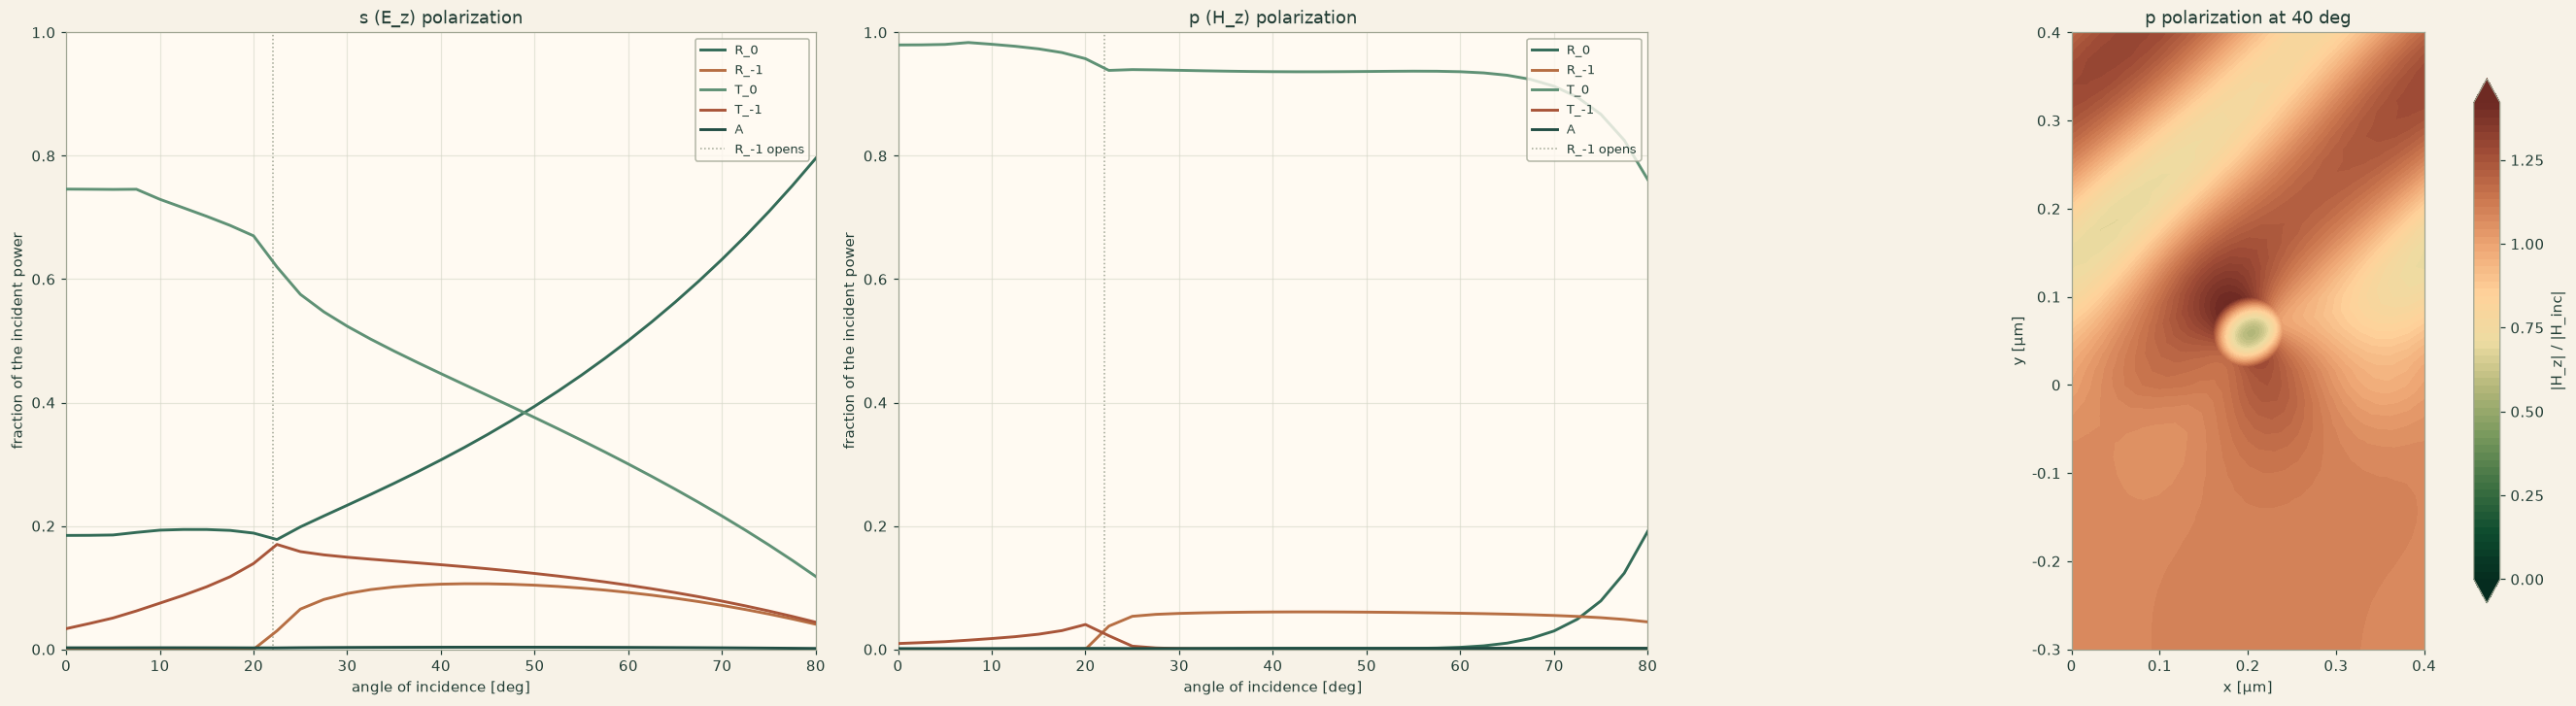 s (E_z) polarization
fraction of the incident power
1.0
0.8
0.6
0.4
0.2
0.0
0 10 20 30 40 50 60 70 80
angle of incidence [deg]
R_0
R_-1
T_0
T_-1
A
R_-1 opens
p (H_z) polarization
fraction of the incident power
1.0
0.8
0.6
0.4
0.2
0.0
0 10 20 30 40 50 60 70 80
angle of incidence [deg]
R_0
R_-1
T_0
T_-1
A
R_-1 opens
p polarization at 40 deg
y [µm]
0.4
0.3
0.2
0.1
0
-0.1
-0.2
-0.3
0 0.1 0.2 0.3 0.4
x [µm]
1.25
1.00
0.75
0.50
0.25
0.00
|H_z| / |H_inc|